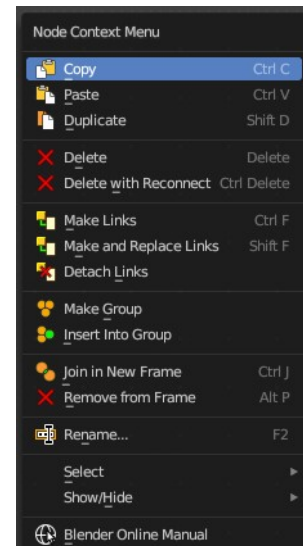 Node Context Menu
Copy Ctrl C
Paste Ctrl V
Duplicate Shift D
Delete Delete
Delete with Reconnect Ctrl Delete
Make Links Ctrl F
Make and Replace Links Shift F
Detach Links
Make Group
Insert Into Group
Join in New Frame Ctrl J
Remove from Frame Alt P
Rename... F2
Select
Show/Hide
Blender Online Manual